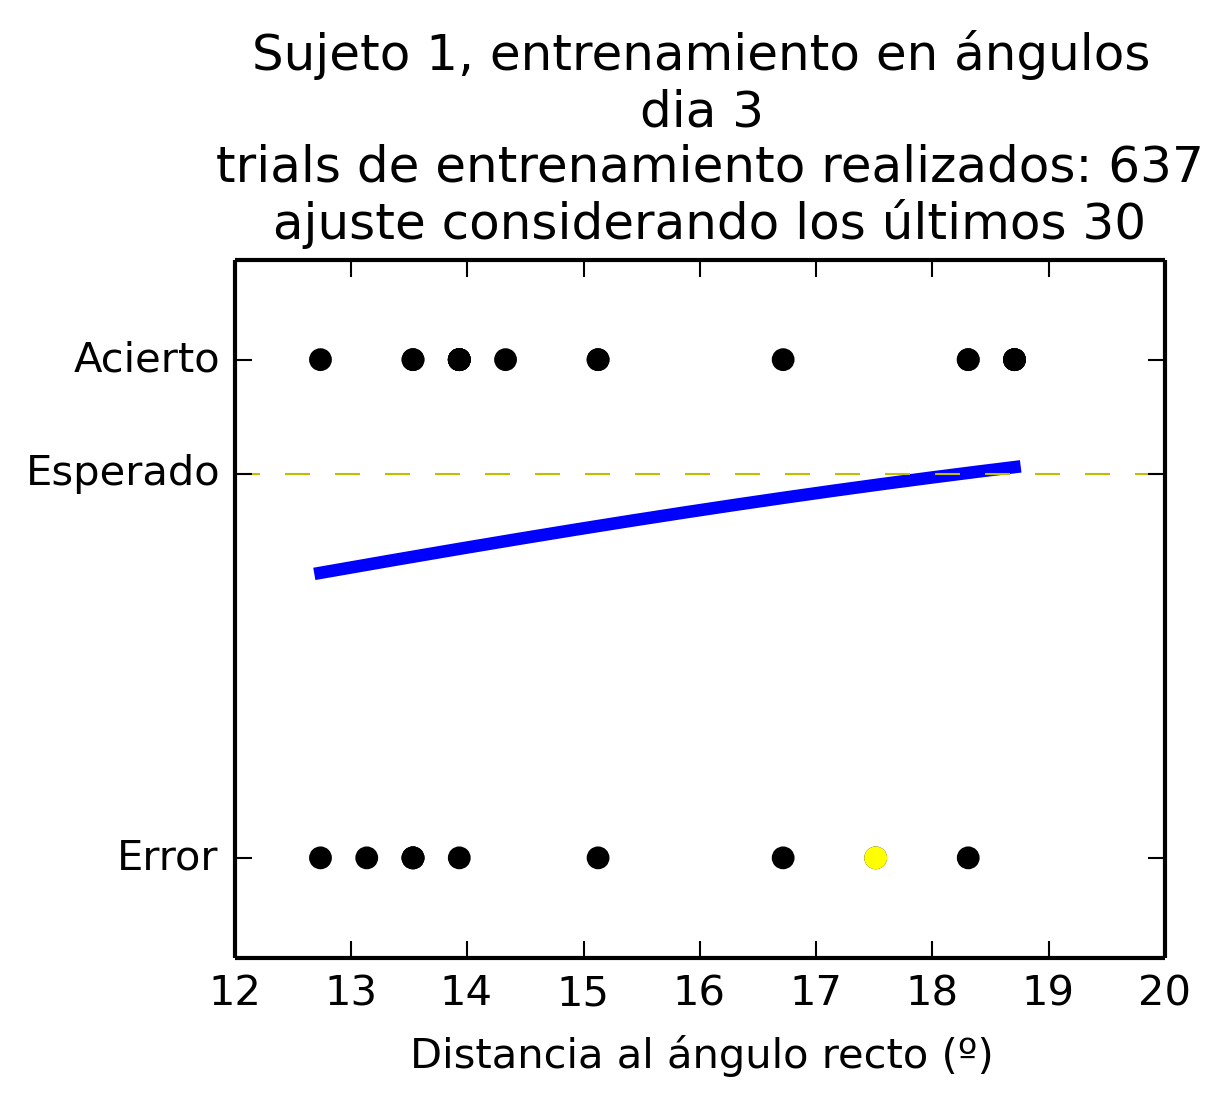 Sujeto 1, entrenamiento en ángulos
dia 3
trials de entrenamiento realizados: 637
ajuste considerando los últimos 30
Acierto
Esperado
Error
12 13 14 15 16 17 18 19 20
Distancia al ángulo recto (º)